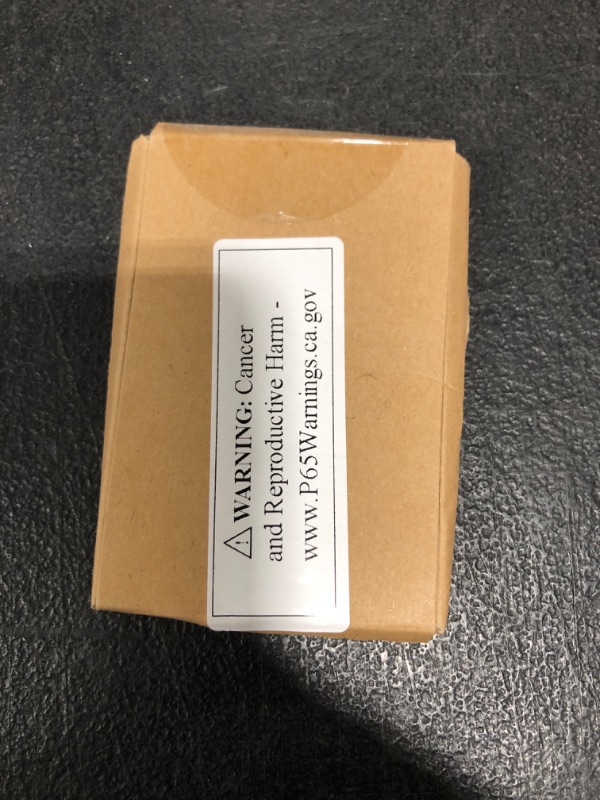 ⚠ WARNING: Cancer
and Reproductive Harm -
www.P65Warnings.ca.gov